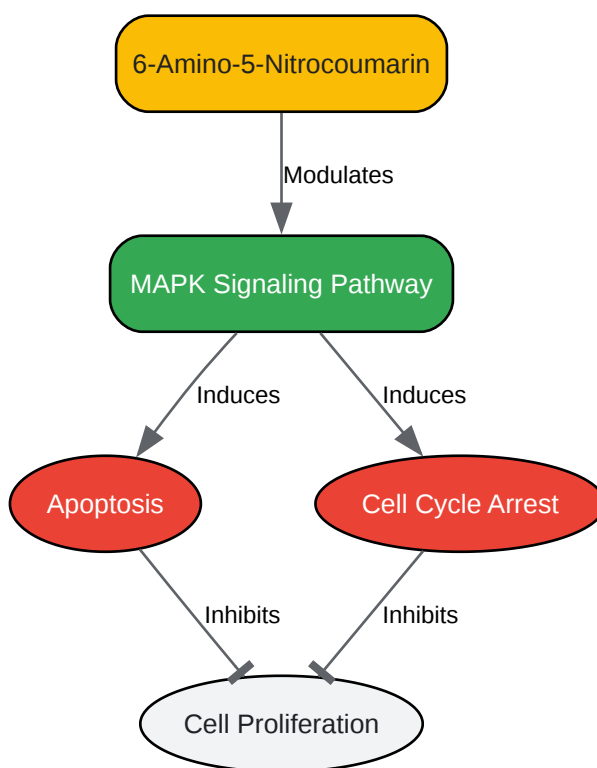 6-Amino-5-Nitrocoumarin
Modulates
MAPK Signaling Pathway
Induces
Induces
Apoptosis
Cell Cycle Arrest
Inhibits
Inhibits
Cell Proliferation